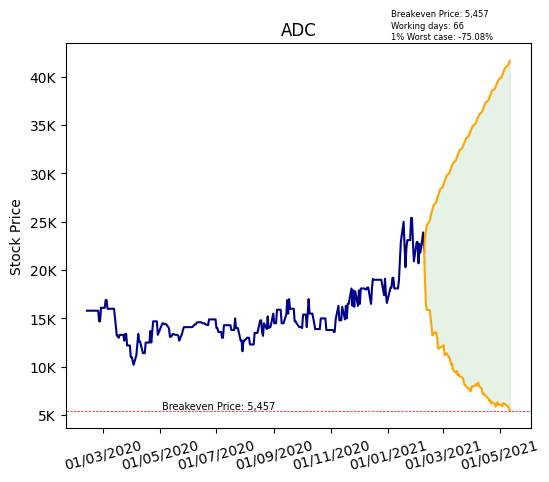 Breakeven Price: 5,457
Working days: 66
1% Worst case: -75.08%
ADC
Stock Price
40K
35K
30K
25K
20K
15K
10K
5K
Breakeven Price: 5,457
01/03/2020
01/05/2020
01/07/2020
01/09/2020
01/11/2020
01/01/2021
01/03/2021
01/05/2021